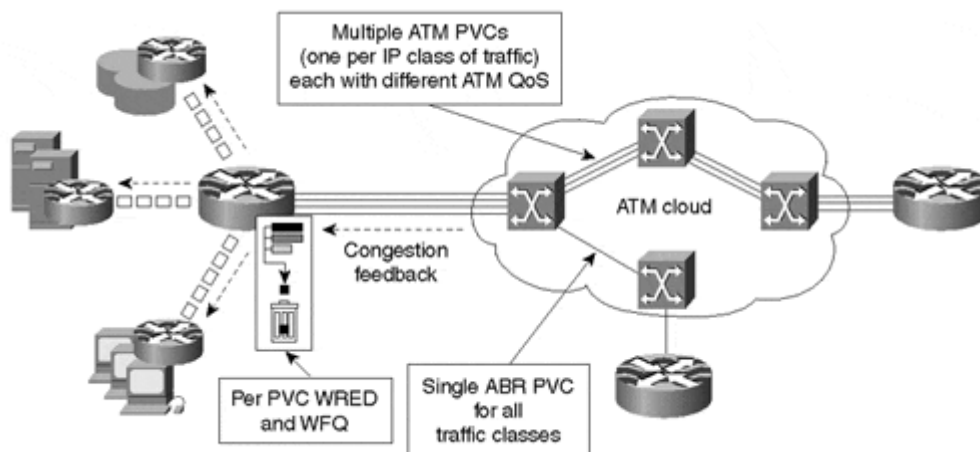 Multiple ATM PVCs
(one per IP class of traffic)
each with different ATM QoS
ATM cloud
Congestion
feedback
Per PVC WRED
and WFQ
Single ABR PVC
for all
traffic classes